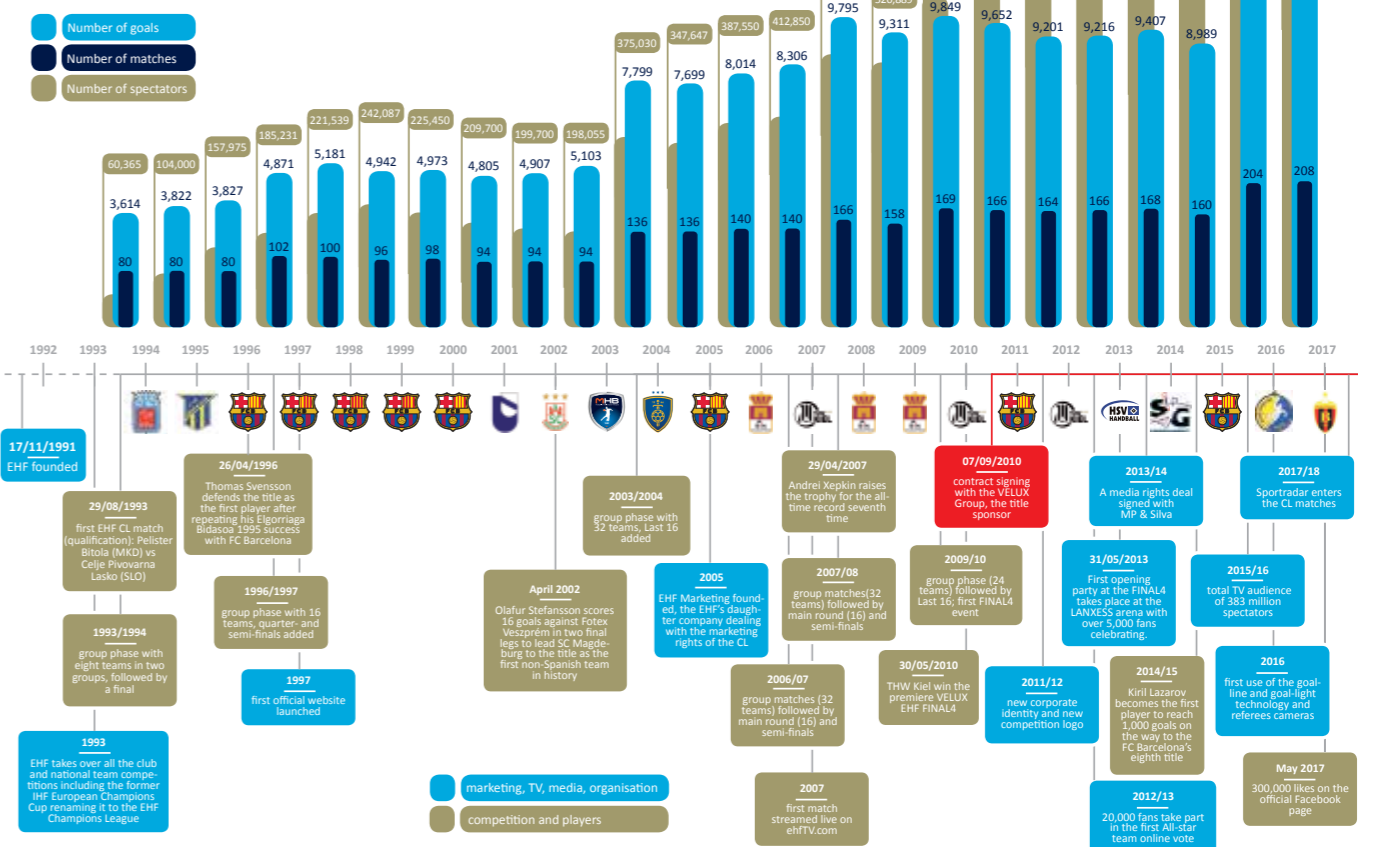 Number of goals
Number of matches
Number of spectators
60,365
104,000
157,975
185,231
221,539
242,087
225,450
209,700
199,700
198,055
375,030
347,647
387,550
412,850
3,614
3,822
3,827
4,871
5,181
4,942
4,973
4,805
4,907
5,103
7,799
7,699
8,014
8,306
9,795
9,311
9,849
9,652
9,201
9,216
9,407
8,989
80
80
80
102
100
96
98
94
94
94
136
136
140
140
166
158
169
166
164
166
168
160
204
208
1992 1993 1994 1995 1996 1997 1998 1999 2000 2001 2002 2003 2004 2005 2006 2007 2008 2009 2010 2011 2012 2013 2014 2015 2016 2017
MHB
HSV
HANDBALL
SG
17/11/1991
EHF founded
29/08/1993
first EHF CL match
(qualification): Pelister
Bitola (MKD) vs
Celje Pivovarna
Lasko (SLO)
1993/1994
group phase with
eight teams in two
groups, followed by
a final
1993
EHF takes over all the club
and national team compe-
titions including the former
IHF European Champions
Cup renaming it to the EHF
Champions League
26/04/1996
Thomas Svensson
defends the title as
the first player after
repeating his Elgorriaga
Bidasoa 1995 success
with FC Barcelona
1996/1997
group phase with 16
teams, quarter- and
semi-finals added
1997
first official website
launched
April 2002
Olafur Stefansson scores
16 goals against Fotex
Veszprém in two final
legs to lead SC Magde-
burg to the title as the
first non-Spanish team
in history
2003/2004
group phase with
32 teams, Last 16
added
2005
EHF Marketing found-
ed, the EHF's daugh-
ter company dealing
with the marketing
rights of the CL
29/04/2007
Andrei Xepkin raises
the trophy for the all-
time record seventh
time
2007/08
group matches(32
teams) followed by
main round (16) and
semi-finals
2006/07
group matches (32
teams) followed by
main round (16) and
semi-finals
2007
first match
streamed live on
ehfTV.com
07/09/2010
contract signing
with the VELUX
Group, the title
sponsor
2009/10
group phase (24
teams) followed by
Last 16; first FINAL4
event
30/05/2010
THW Kiel win the
premiere VELUX
EHF FINAL4
2011/12
new corporate
identity and new
competition logo
2013/14
A media rights deal
signed with
MP & Silva
31/05/2013
First opening
party at the FINAL4
takes place at the
LANXESS arena with
over 5,000 fans
celebrating.
2014/15
Kiril Lazarov
becomes the first
player to reach
1,000 goals on
the way to the
FC Barcelona's
eighth title
2012/13
20,000 fans take part
in the first All-star
team online vote
2017/18
Sportradar enters
the CL matches
2015/16
total TV audience
of 383 million
spectators
2016
first use of the goal-
line and goal-light
technology and
referees cameras
May 2017
300,000 likes on the
official Facebook
page
marketing, TV, media, organisation
competition and players